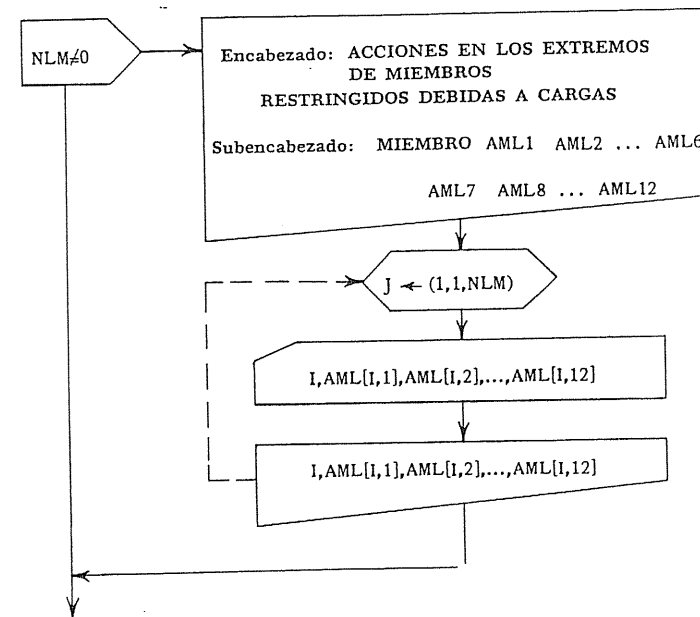 NLM≠0
Encabezado: ACCIONES EN LOS EXTREMOS
DE MIEMBROS
RESTRINGIDOS DEBIDAS A CARGAS
Subencabezado: MIEMBRO AML1 AML2 ... AML6
AML7 AML8 ... AML12
J ← (1,1,NLM)
I,AML[I,1],AML[I,2],...,AML[I,12]
I,AML[I,1],AML[I,2],...,AML[I,12]